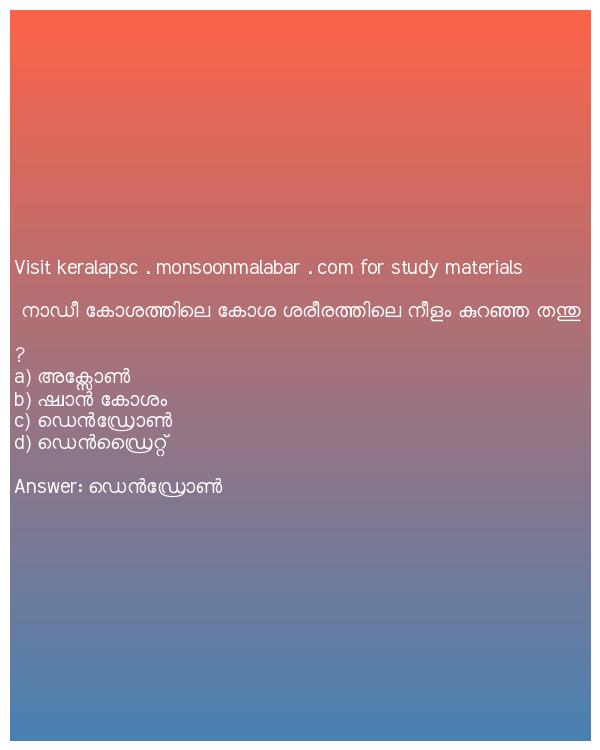 Visit keralapsc . monsoonmalabar . com for study materials
നാഡീ കോശത്തിലെ കോശ ശരീരത്തിലെ നീളം കുറഞ്ഞ തന്തു
?
a) അക്സോൺ
b) ഷ്വാൻ കോശം
c) ഡെൻഡ്രോൺ
d) ഡെൻഡ്രൈറ്റ്
Answer: ഡെൻഡ്രോൺ